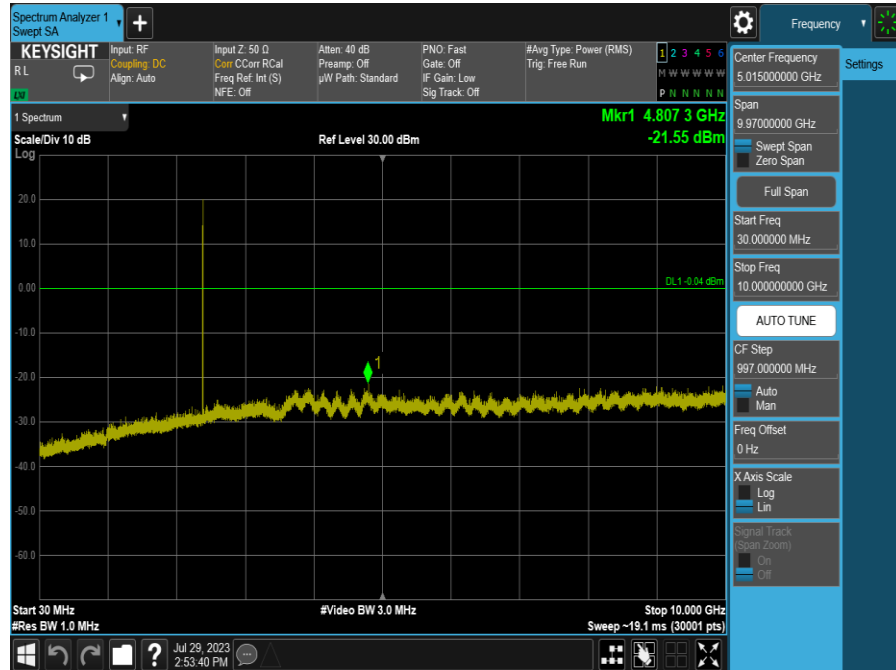 Spectrum Analyzer 1
Swept SA
Frequency
KEYSIGHT
R L
LXI
Input: RF
Coupling: DC
Align: Auto
Input Z: 50 Ω
Corr CCorr RCal
Freq Ref: Int (S)
NFE: Off
Atten: 40 dB
Preamp: Off
µW Path: Standard
PNO: Fast
Gate: Off
IF Gain: Low
Sig Track: Off
#Avg Type: Power (RMS)
Trig: Free Run
1 2 3 4 5 6
M W W W W W
P N N N N N
1 Spectrum
Scale/Div 10 dB
Log
Ref Level 30.00 dBm
Mkr1 4.807 3 GHz
-21.55 dBm
20.0
10.0
0.00
DL1 -0.04 dBm
-10.0
1
-20.0
-30.0
-40.0
-50.0
-60.0
Start 30 MHz
#Video BW 3.0 MHz
Stop 10.000 GHz
#Res BW 1.0 MHz
Sweep ~19.1 ms (30001 pts)
Center Frequency
5.015000000 GHz
Settings
Span
9.97000000 GHz
Swept Span
Zero Span
Full Span
Start Freq
30.000000 MHz
Stop Freq
10.000000000 GHz
AUTO TUNE
CF Step
997.000000 MHz
Auto
Man
Freq Offset
0 Hz
X Axis Scale
Log
Lin
Signal Track
(Span Zoom)
On
Off
?
Jul 29, 2023
2:53:40 PM